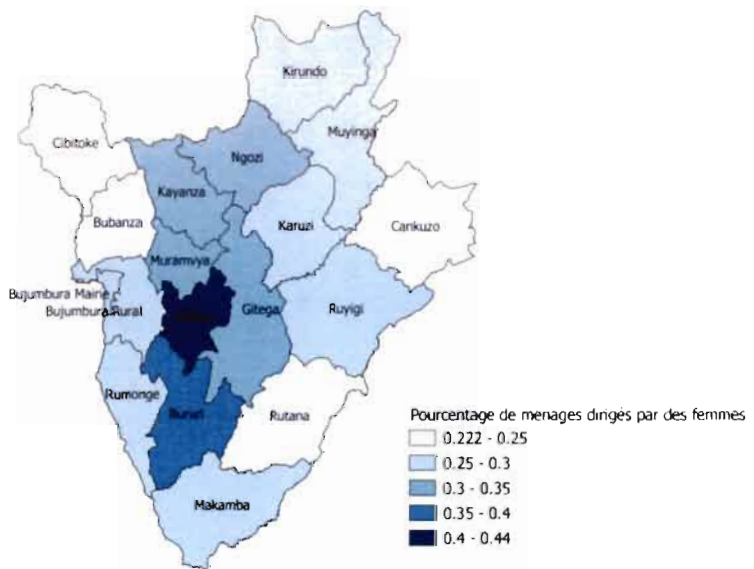 Kirundo
Muyinga
Cibitoke
Ngozi
Kayanza
Bubanza
Karuzi
Cankuzo
Muramvya
Bujumbura Mairie
Bujumbura Rural
Gitega
Ruyigi
Rumonge
Bururi
Rutana
Makamba
Pourcentage de menages dirigés par des femmes
0.222 - 0.25
0.25 - 0.3
0.3 - 0.35
0.35 - 0.4
0.4 - 0.44